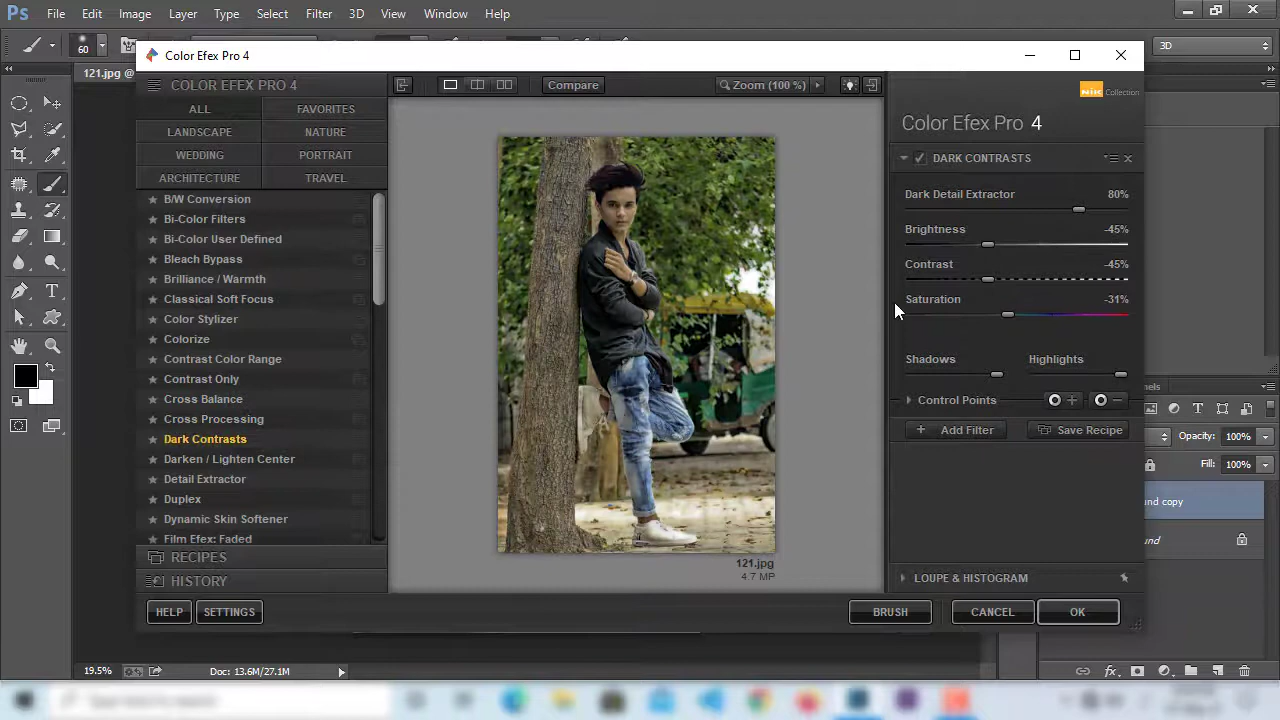 Ps File Edit Image Layer Type Select Filter 3D View Window Help
60
3D
121.jpg @
Color Efex Pro 4
COLOR EFEX PRO 4
ALL FAVORITES
LANDSCAPE NATURE
WEDDING PORTRAIT
ARCHITECTURE TRAVEL
B/W Conversion
Bi-Color Filters
Bi-Color User Defined
Bleach Bypass
Brilliance / Warmth
Classical Soft Focus
Color Stylizer
Colorize
Contrast Color Range
Contrast Only
Cross Balance
Cross Processing
Dark Contrasts
Darken / Lighten Center
Detail Extractor
Duplex
Dynamic Skin Softener
Film Efex: Faded
RECIPES
HISTORY
HELP SETTINGS
Compare
Zoom (100 %)
121.jpg
4.7 MP
Nik Collection
Color Efex Pro 4
DARK CONTRASTS
Dark Detail Extractor 80%
Brightness -45%
Contrast -45%
Saturation -31%
Shadows Highlights
Control Points
Add Filter Save Recipe
LOUPE & HISTOGRAM
BRUSH CANCEL OK
nels
Opacity: 100%
Fill: 100%
nd copy
nd
19.5% Doc: 13.6M/27.1M